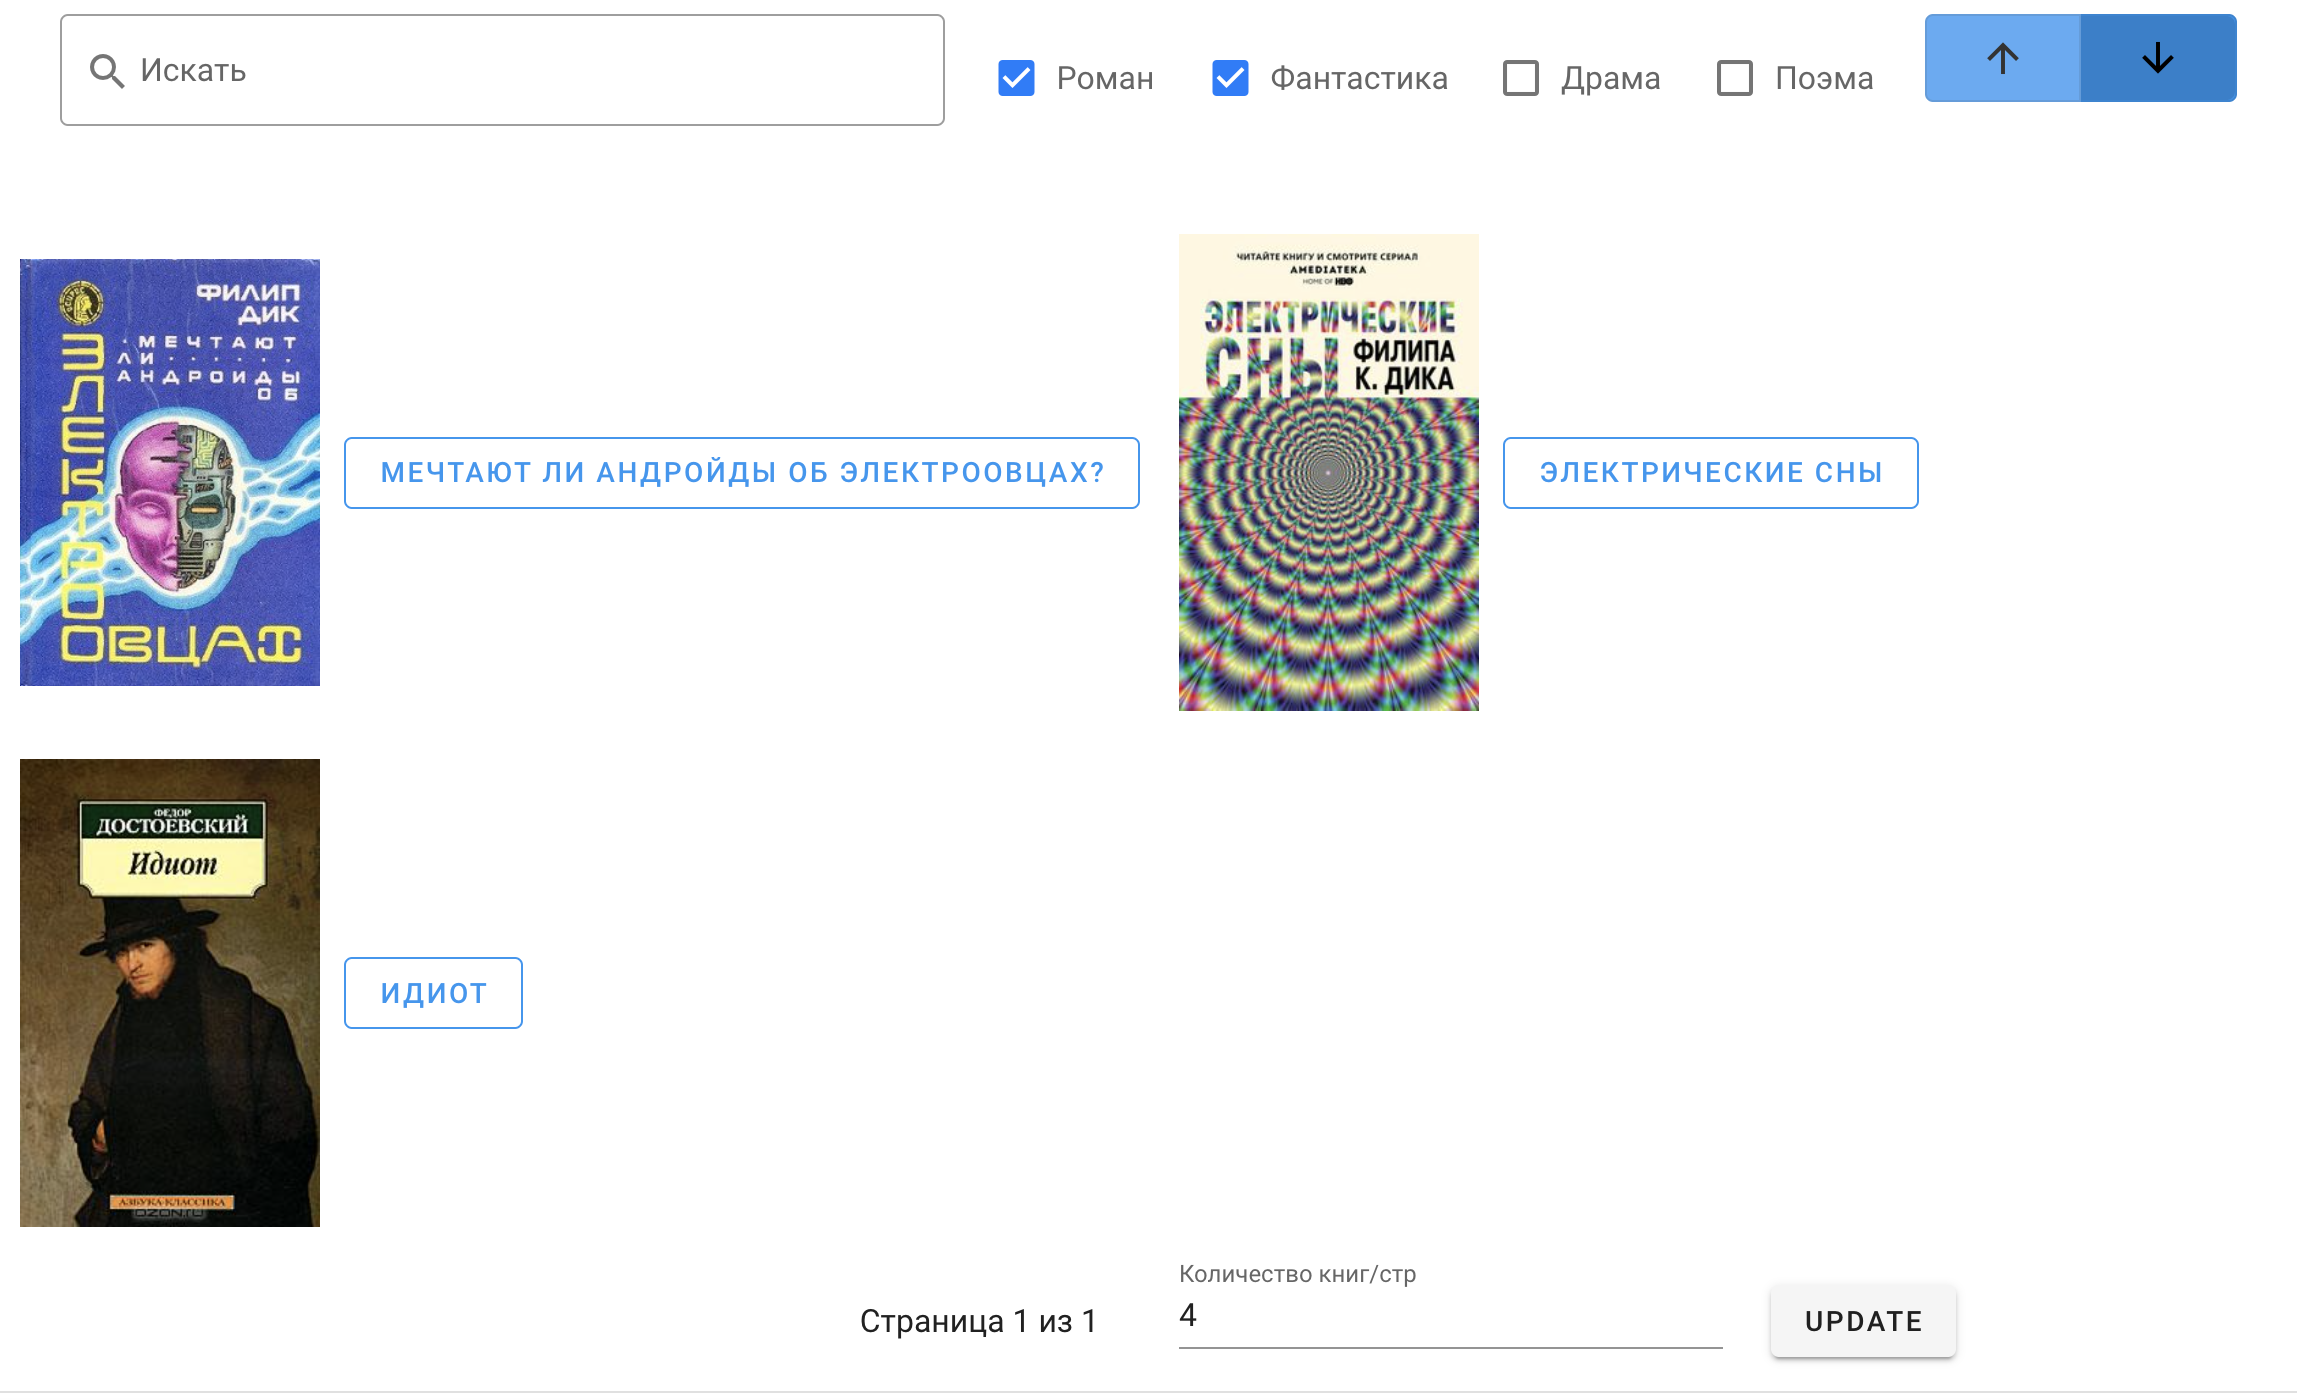 Искать
Роман
Фантастика
Драма
Поэма
ФИЛИП
ДИК
МЕЧТАЮТ
ЛИ
АНДРОИДЫ
ОБ
ЭЛЕКТРО
ОВЦАХ
МЕЧТАЮТ ЛИ АНДРОЙДЫ ОБ ЭЛЕКТРООВЦАХ?
ЧИТАЙТЕ КНИГУ И СМОТРИТЕ СЕРИАЛ
AMEDIATEKA
HOME OF HBO
ЭЛЕКТРИЧЕСКИЕ
СНЫ
ФИЛИПА
К. ДИКА
ЭЛЕКТРИЧЕСКИЕ СНЫ
ФЕДОР
ДОСТОЕВСКИЙ
Идиот
АЗБУКА-КЛАССИКА
OZON.RU
ИДИОТ
Страница 1 из 1
Количество книг/стр
4
UPDATE